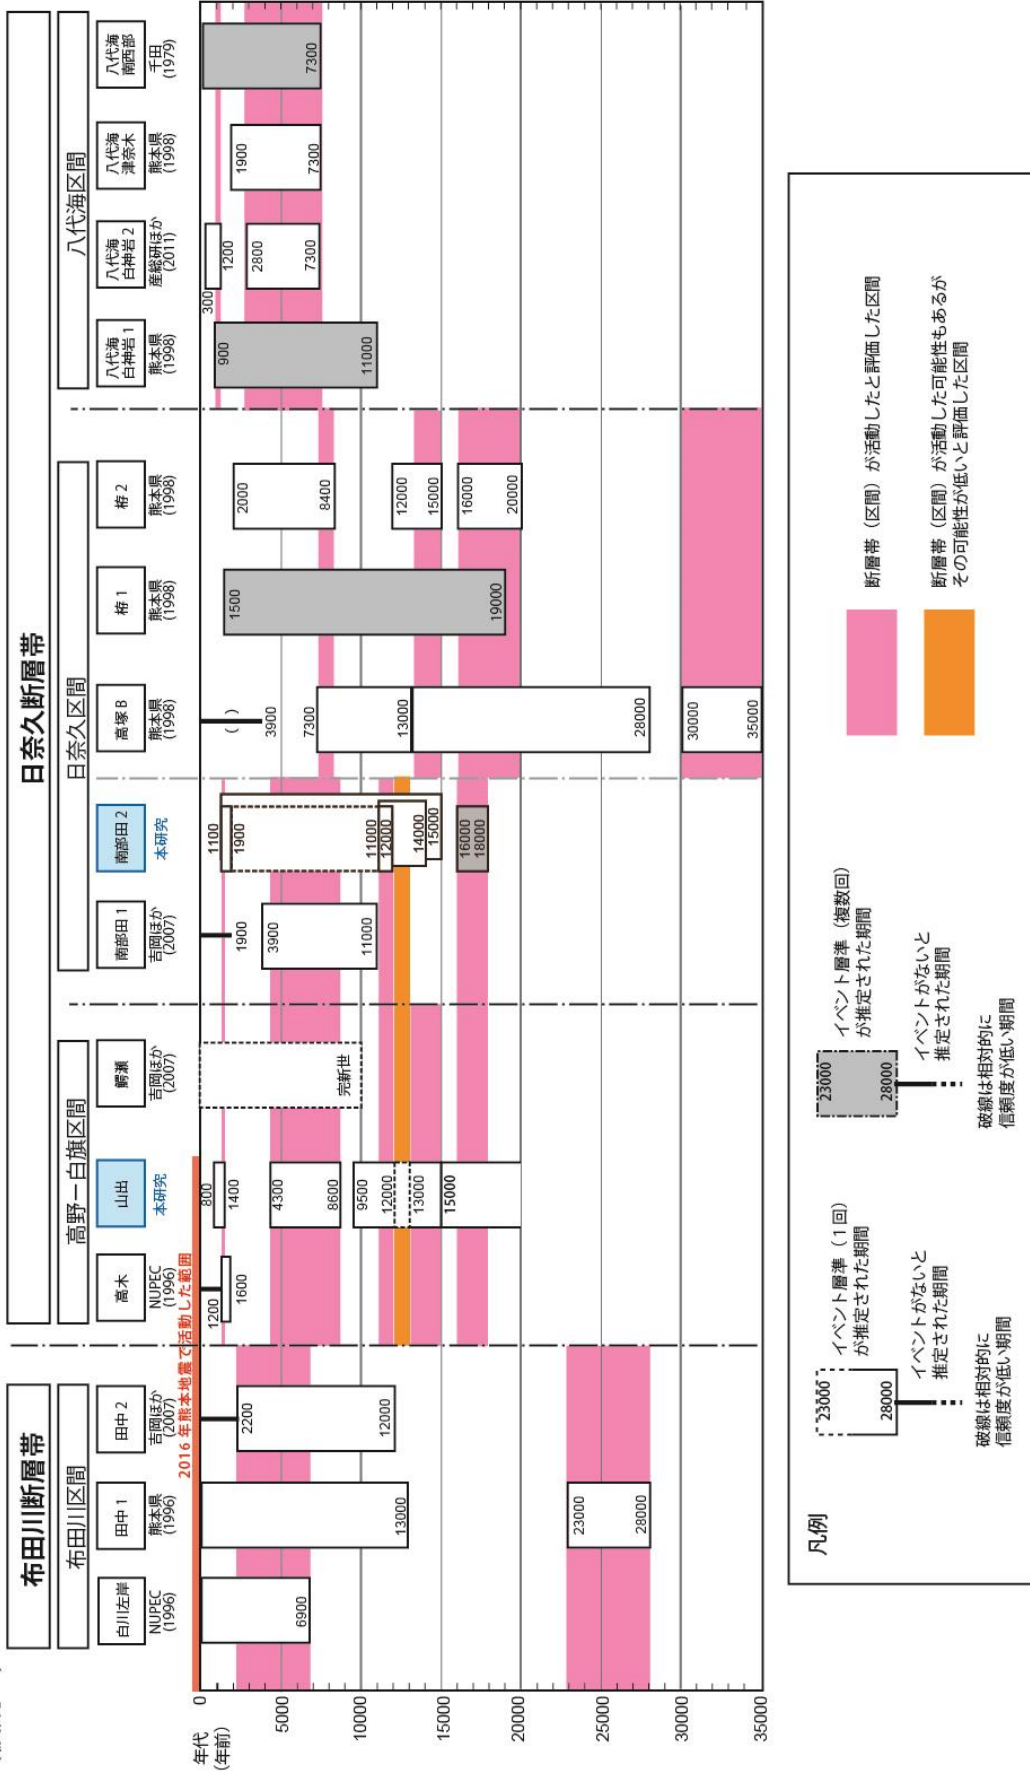 布田川断層帯
日奈久断層帯
布田川区間
高野－白旗区間
日奈久区間
八代海区間
白川左岸
NUPEC
(1996)
田中 1
熊本県
(1996)
田中 2
吉岡ほか
(2007)
高木
NUPEC
(1996)
山出
本研究
鰐瀬
吉岡ほか
(2007)
南部田 1
吉岡ほか
(2007)
南部田 2
本研究
高塚 B
熊本県
(1998)
栫 1
熊本県
(1998)
栫 2
熊本県
(1998)
八代海
白神岩 1
熊本県
(1998)
八代海
白神岩 2
産総研ほか
(2011)
八代海
津奈木
熊本県
(1998)
八代海
南西部
千田
(1979)
2016 年熊本地震で活動した範囲
年代
(年前)
0
5000
10000
15000
20000
25000
30000
35000
6900
13000
23000
28000
2200
12000
1200
1600
800
1400
4300
8600
9500
12000
13000
15000
完新世
1900
3900
11000
1100
1900
11000
12000
14000
15000
16000
18000
( )
3900
7300
13000
28000
30000
35000
1500
19000
2000
8400
12000
15000
16000
20000
900
11000
300
1200
2800
7300
1900
7300
7300
凡例
23000
28000
イベント層準（１回）
が推定された期間
イベントがないと
推定された期間
破線は相対的に
信頼度が低い期間
23000
28000
イベント層準（複数回）
が推定された期間
イベントがないと
推定された期間
破線は相対的に
信頼度が低い期間
断層帯（区間）が活動したと評価した区間
断層帯（区間）が活動した可能性もあるが
その可能性が低いと評価した区間